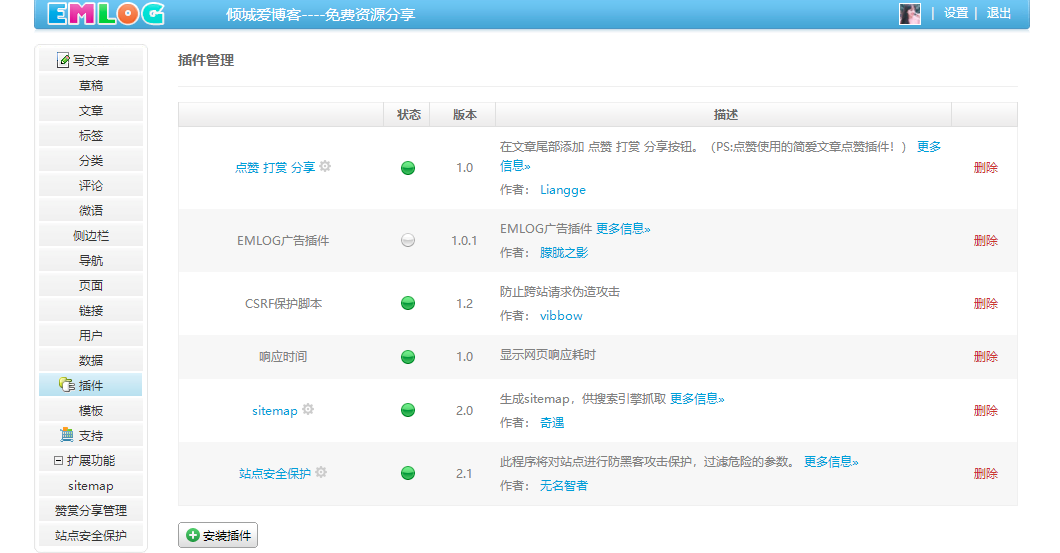 EMLOG
倾城爱博客----免费资源分享
| 设置 | 退出
写文章
草稿
文章
标签
分类
评论
微语
侧边栏
导航
页面
链接
用户
数据
插件
模板
支持
扩展功能
sitemap
赞赏分享管理
站点安全保护
插件管理
状态 版本 描述
点赞 打赏 分享 1.0 在文章尾部添加 点赞 打赏 分享按钮。（PS:点赞使用的简爱文章点赞插件！） 更多
信息»
作者： Liangge
删除
EMLOG广告插件 1.0.1 EMLOG广告插件 更多信息»
作者： 朦胧之影
删除
CSRF保护脚本 1.2 防止跨站请求伪造攻击
作者： vibbow
删除
响应时间 1.0 显示网页响应耗时 删除
sitemap 2.0 生成sitemap，供搜索引擎抓取 更多信息»
作者： 奇遇
删除
站点安全保护 2.1 此程序将对站点进行防黑客攻击保护，过滤危险的参数。 更多信息»
作者： 无名智者
删除
安装插件